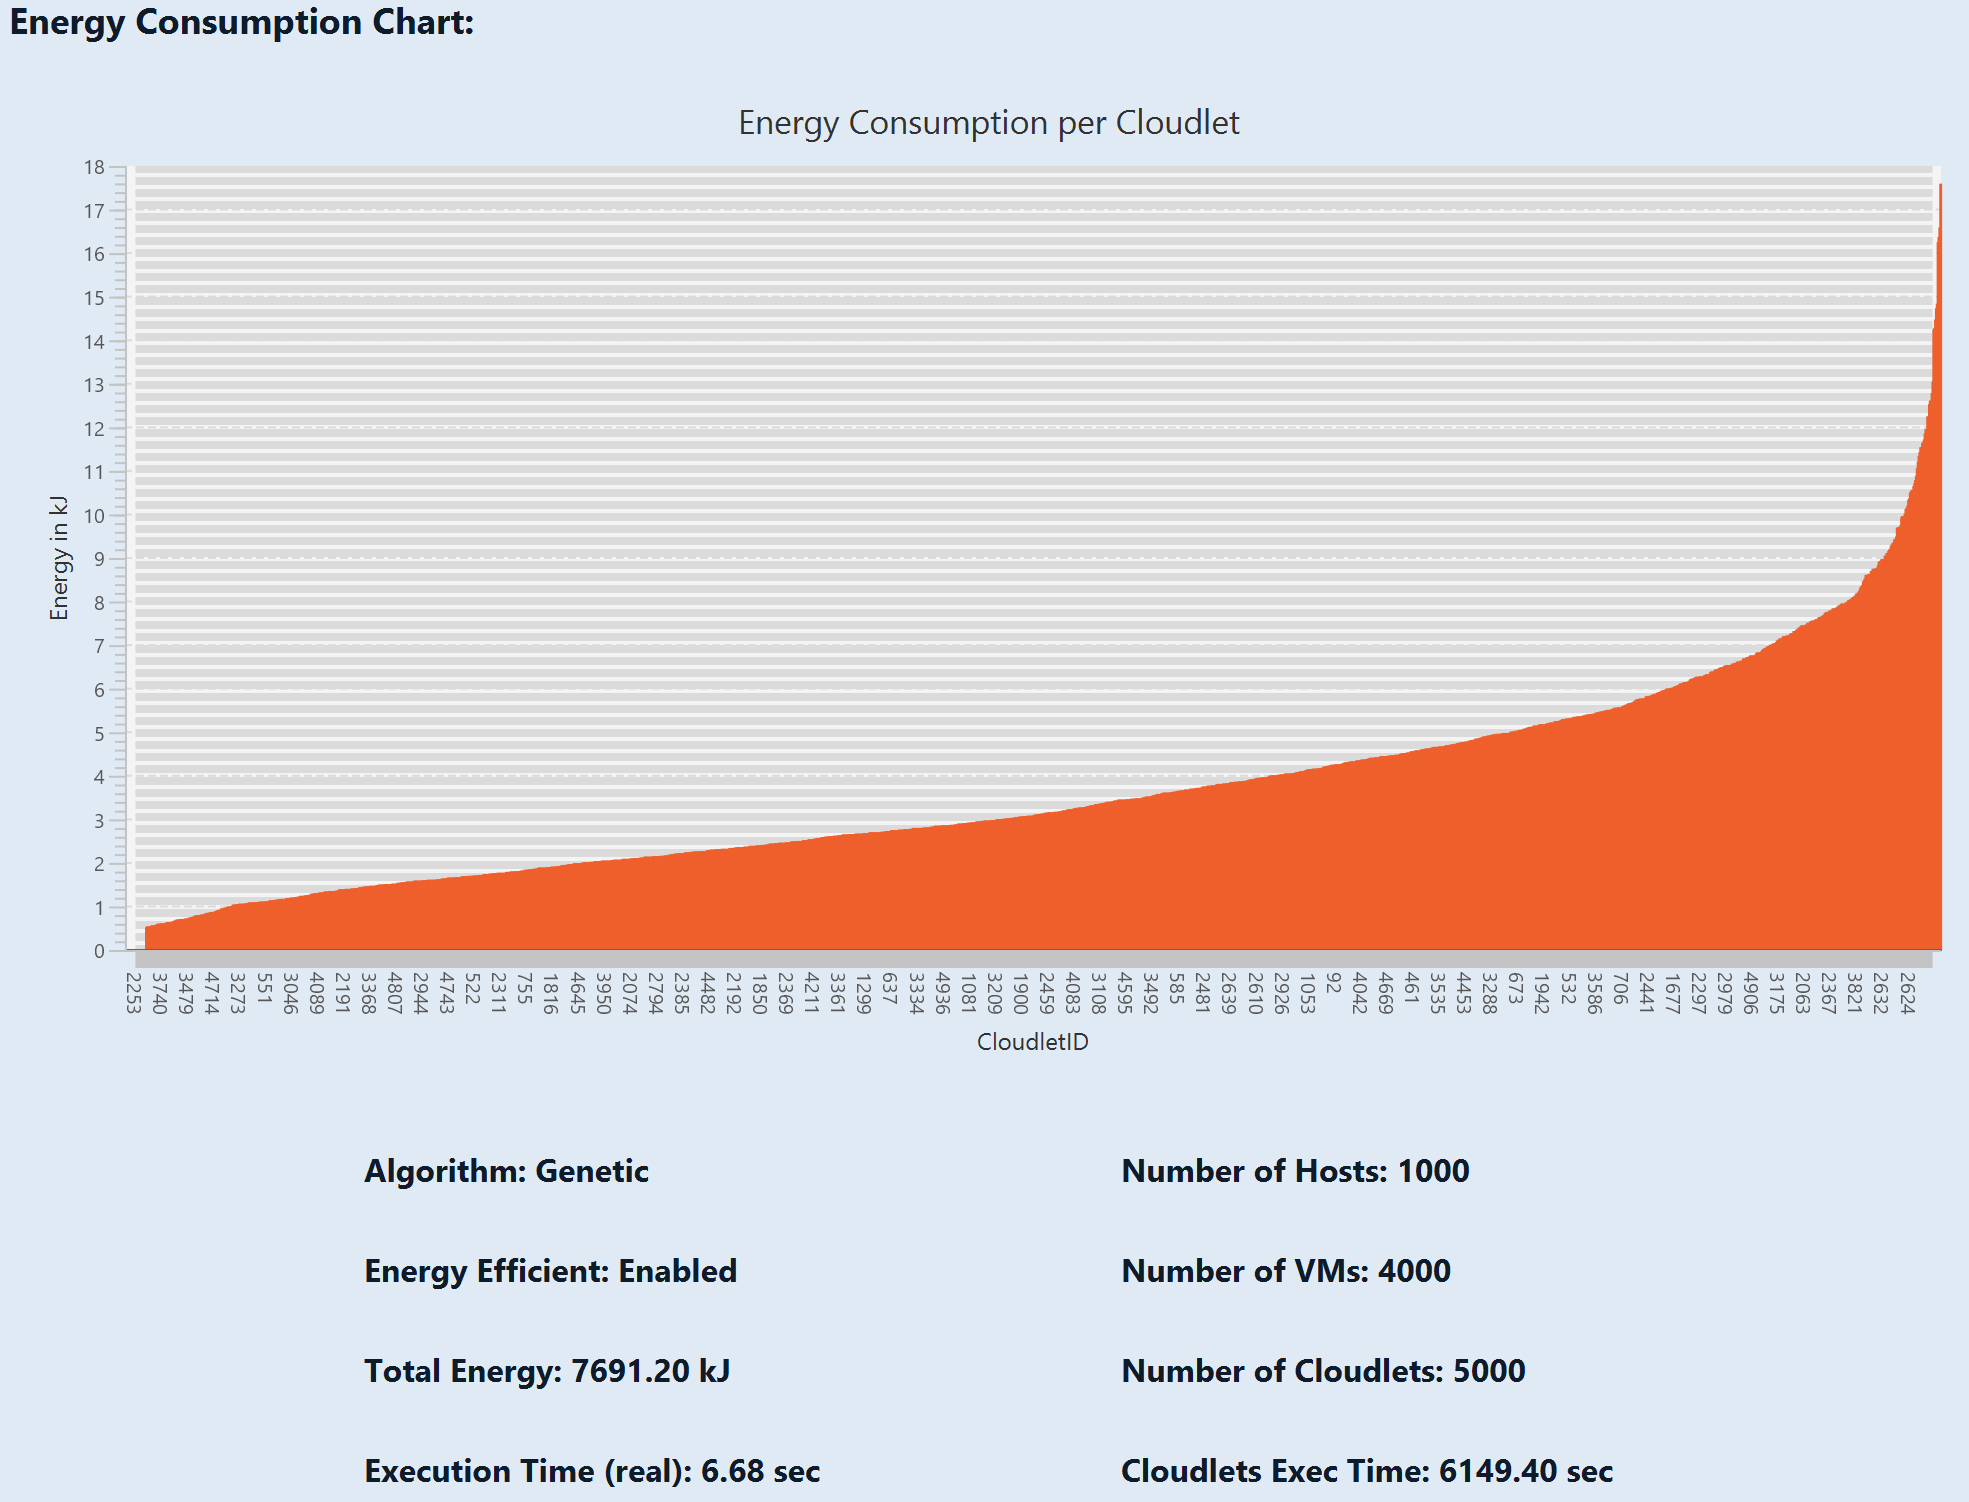 Energy Consumption Chart:
Energy Consumption per Cloudlet
18
17
16
15
14
13
12
11
10
9
8
7
6
5
4
3
2
1
0
Energy in kJ
2253 3740 3479 4714 3273 551 3046 4089 2191 3368 4807 2944 4743 522 2311 755 1816 4645 3950 2074 2794 2385 4482 2192 1850 2369 4211 3361 1299 637 3334 4936 1081 3209 1900 2459 4083 3108 4595 3492 585 2481 2639 2610 2926 1053 92 4042 4669 461 3535 4453 3288 673 1942 532 3586 706 2441 1677 2297 2979 4906 3175 2063 2367 3821 2632 2624
CloudletID
Algorithm: Genetic
Number of Hosts: 1000
Energy Efficient: Enabled
Number of VMs: 4000
Total Energy: 7691.20 kJ
Number of Cloudlets: 5000
Execution Time (real): 6.68 sec
Cloudlets Exec Time: 6149.40 sec